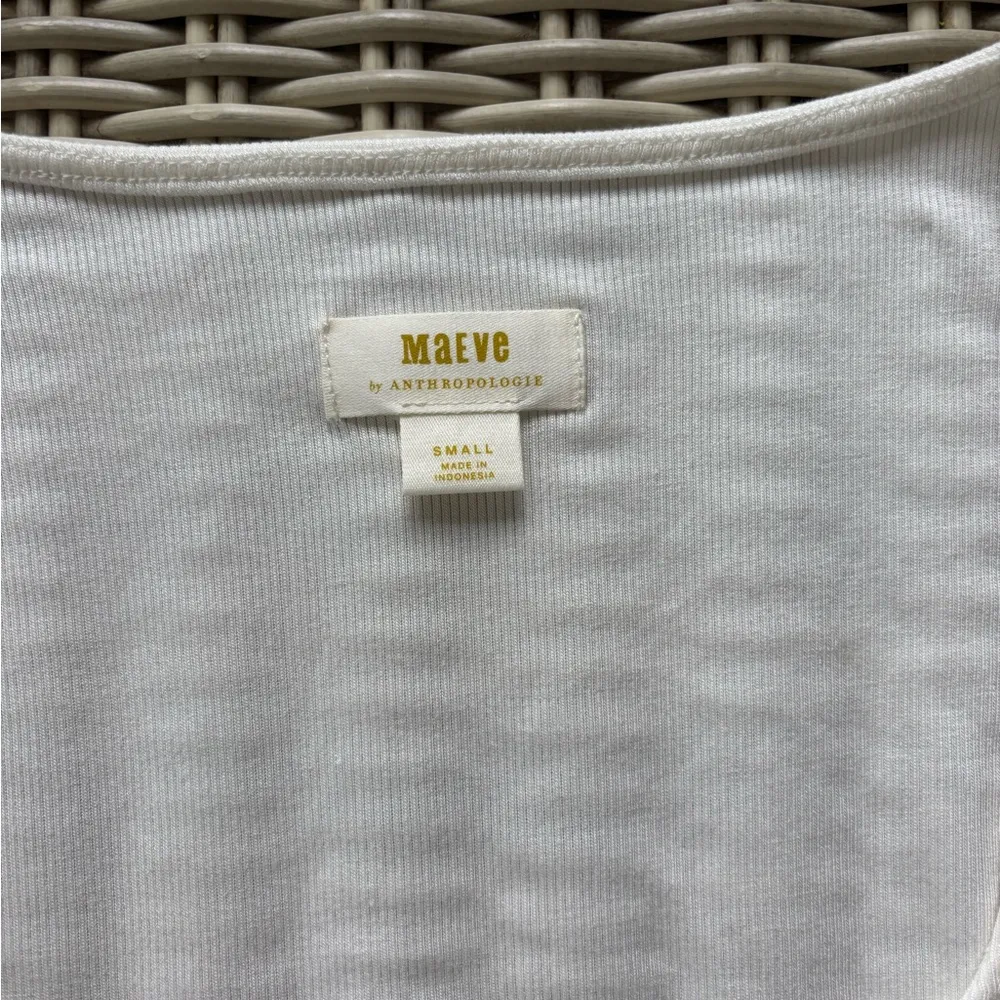 MaEVe
by ANTHROPOLOGIE
SMALL
MADE IN
INDONESIA